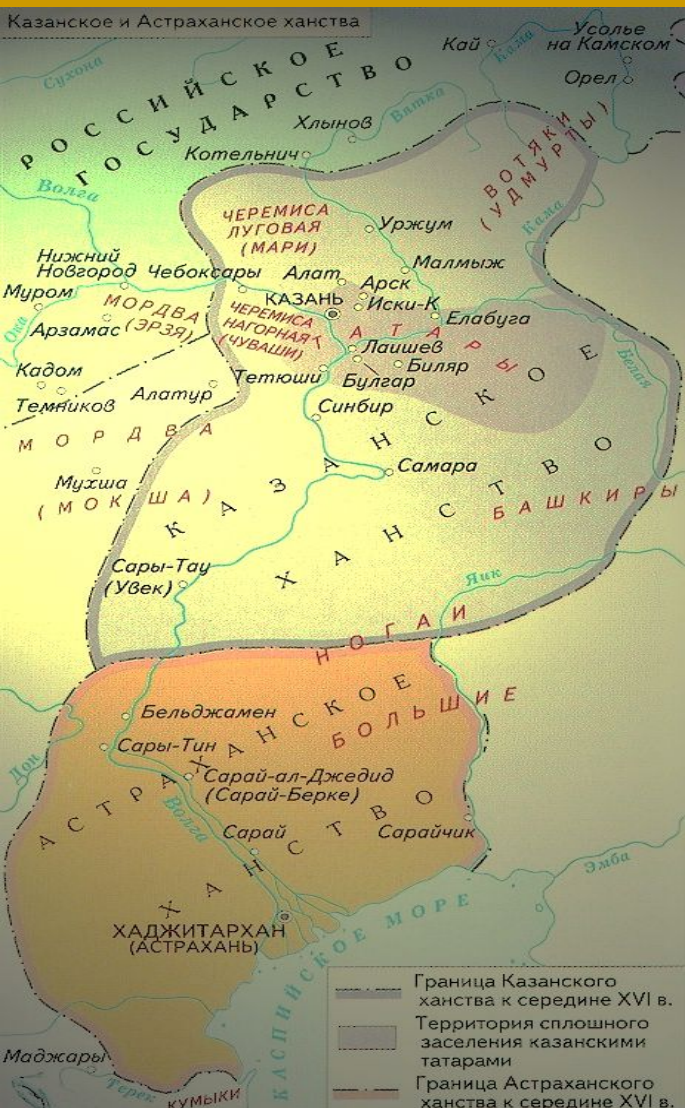 Казанское и Астраханское ханства
Усолье
на Камском
Кай
Кама
Орел
Сухона
РОССИЙСКОЕ
ГОСУДАРСТВО
Хлынов
Вятка
Котельнич
ВОТЯКИ
(УДМУРТЫ)
Волга
ЧЕРЕМИСА
ЛУГОВАЯ
(МАРИ)
Уржум
Кама
Нижний
Новгород
Чебоксары
Малмыж
Алат
Арск
Муром
МОРДВА
(ЭРЗЯ)
КАЗАНЬ
Иски-К
Ока
Арзамас
ЧЕРЕМИСА
НАГОРНАЯ
(ЧУВАШИ)
ТАТАРЫ
Елабуга
Лаишев
Белая
Кадом
Тетюши
Биляр
Булгар
Темников
Алатур
Синбир
МОРДВА
(МОКША)
Мухша
КАЗАНСКОЕ
ХАНСТВО
Самара
БАШКИРЫ
Сары-Тау
(Увек)
Яик
НОГАИ
БОЛЬШИЕ
Бельджамен
АСТРАХАНСКОЕ
ХАНСТВО
Сары-Тин
Дон
Сарай-ал-Джедид
(Сарай-Берке)
Волга
Сарай
Сарайчик
Эмба
ХАДЖИТАРХАН
(АСТРАХАНЬ)
КАСПИЙСКОЕ МОРЕ
Маджары
Терек
КУМЫКИ
Граница Казанского
ханства к середине XVI в.
Территория сплошного
заселения казанскими
татарами
Граница Астраханского
ханства к середине XVI в.